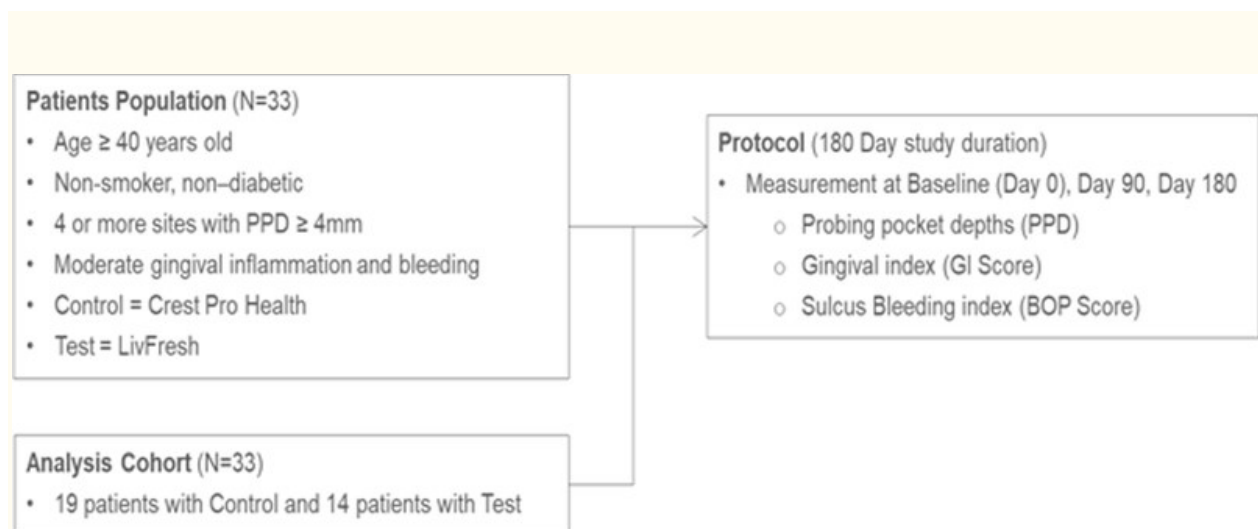 Patients Population (N=33)
• Age ≥ 40 years old
• Non-smoker, non–diabetic
• 4 or more sites with PPD ≥ 4mm
• Moderate gingival inflammation and bleeding
• Control = Crest Pro Health
• Test = LivFresh
Analysis Cohort (N=33)
• 19 patients with Control and 14 patients with Test
Protocol (180 Day study duration)
• Measurement at Baseline (Day 0), Day 90, Day 180
o Probing pocket depths (PPD)
o Gingival index (GI Score)
o Sulcus Bleeding index (BOP Score)